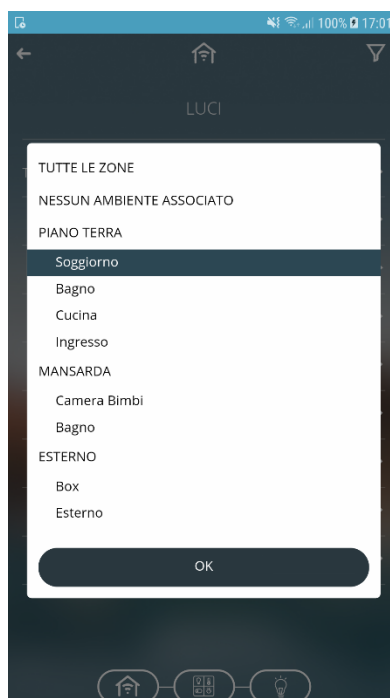 100% 17:01
LUCI
TUTTE LE ZONE
NESSUN AMBIENTE ASSOCIATO
PIANO TERRA
Soggiorno
Bagno
Cucina
Ingresso
MANSARDA
Camera Bimbi
Bagno
ESTERNO
Box
Esterno
OK